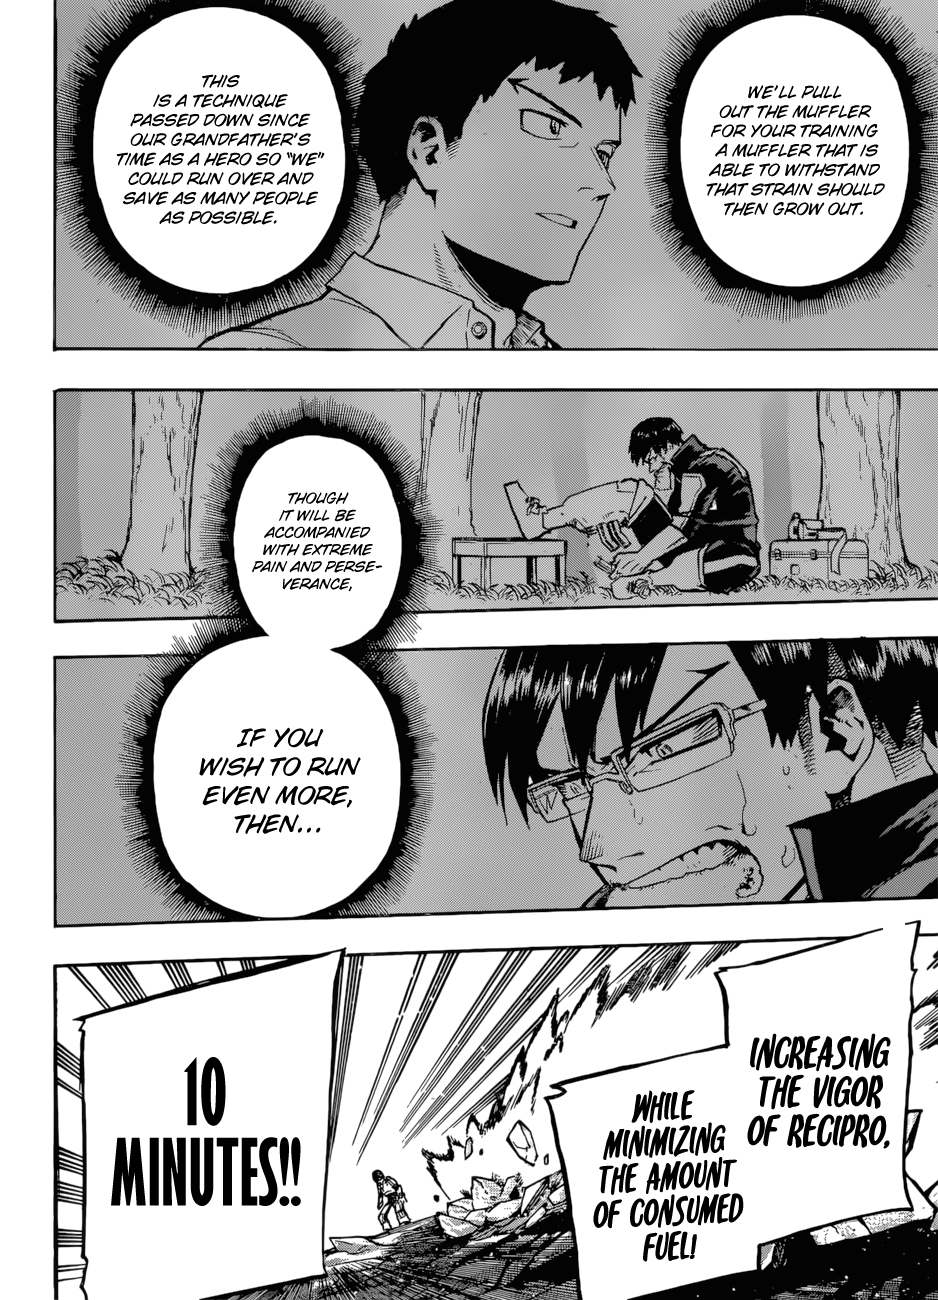 WE'LL PULL
OUT THE MUFFLER
FOR YOUR TRAINING
A MUFFLER THAT IS
ABLE TO WITHSTAND
THAT STRAIN SHOULD
THEN GROW OUT.
THIS
IS A TECHNIQUE
PASSED DOWN SINCE
OUR GRANDFATHER'S
TIME AS A HERO SO "WE"
COULD RUN OVER AND
SAVE AS MANY PEOPLE
AS POSSIBLE.
THOUGH
IT WILL BE
ACCOMPANIED
WITH EXTREME
PAIN AND PERSE-
VERANCE,
IF YOU
WISH TO RUN
EVEN MORE,
THEN...
INCREASING
THE VIGOR
OF RECIPRO,
WHILE
MINIMIZING
THE AMOUNT
OF CONSUMED
FUEL!
10
MINUTES!!